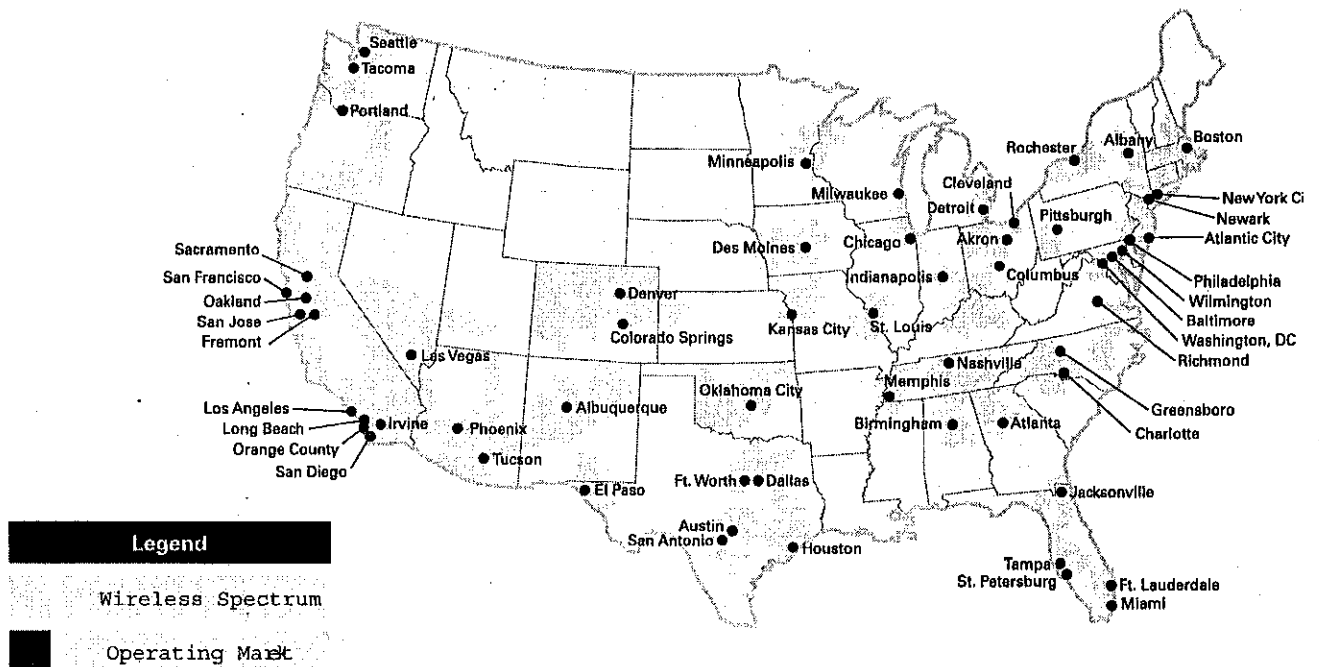 Seattle
Tacoma
Portland
Minneapolis
Milwaukee
Cleveland
Detroit
Rochester
Albany
Boston
New York Ci
Newark
Atlantic City
Pittsburgh
Akron
Chicago
Des Moines
Indianapolis
Columbus
Philadelphia
Wilmington
Baltimore
Washington, DC
Richmond
Sacramento
San Francisco
Oakland
San Jose
Fremont
Denver
Colorado Springs
Kansas City
St. Louis
Las Vegas
Nashville
Memphis
Oklahoma City
Albuquerque
Los Angeles
Long Beach
Orange County
San Diego
Irvine
Phoenix
Tucson
Birmingham
Atlanta
Greensboro
Charlotte
El Paso
Ft. Worth
Dallas
Austin
San Antonio
Houston
Jacksonville
Tampa
St. Petersburg
Ft. Lauderdale
Miami
Legend
Wireless Spectrum
Operating